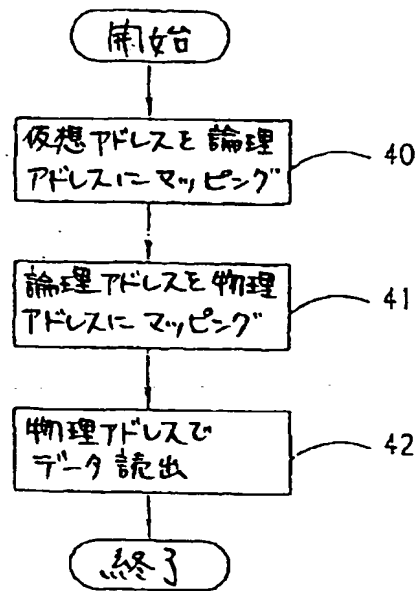 開始
仮想アドレスを論理
アドレスにマッピング
40
論理アドレスを物理
アドレスにマッピング
41
物理アドレスで
データ読出
42
終了